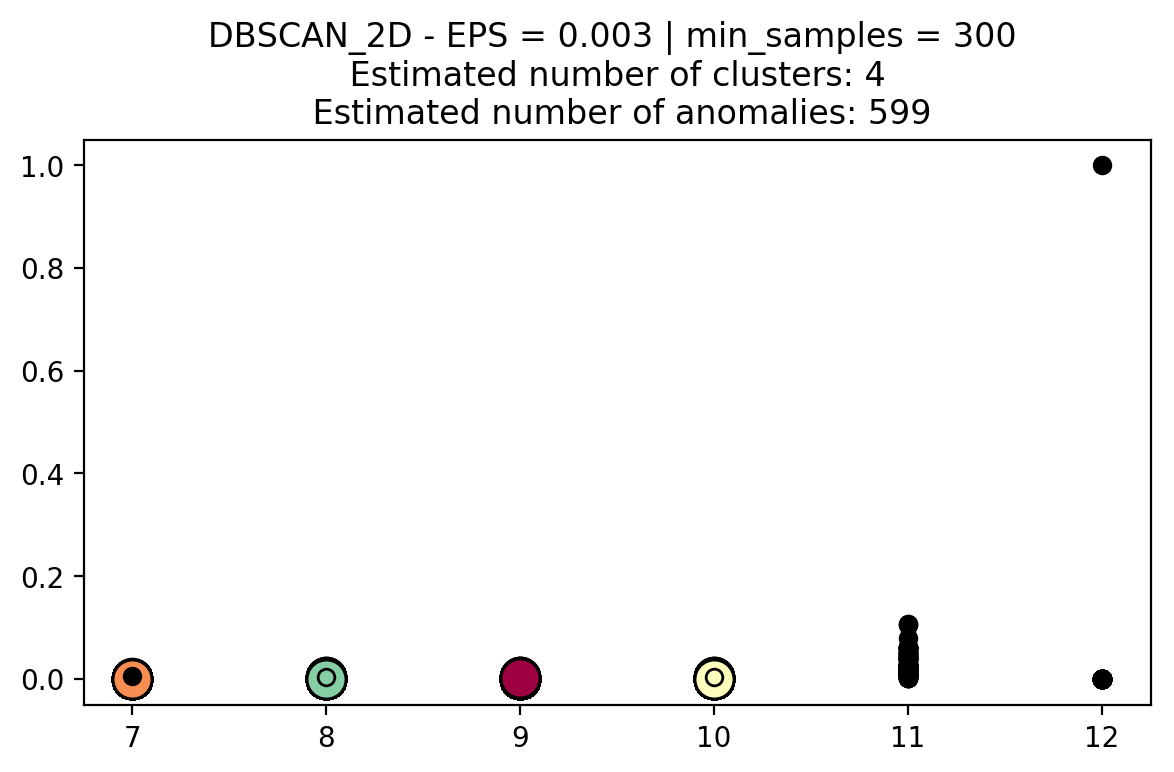 DBSCAN_2D - EPS = 0.003 | min_samples = 300
Estimated number of clusters: 4
Estimated number of anomalies: 599
1.0
0.8
0.6
0.4
0.2
0.0
7 8 9 10 11 12